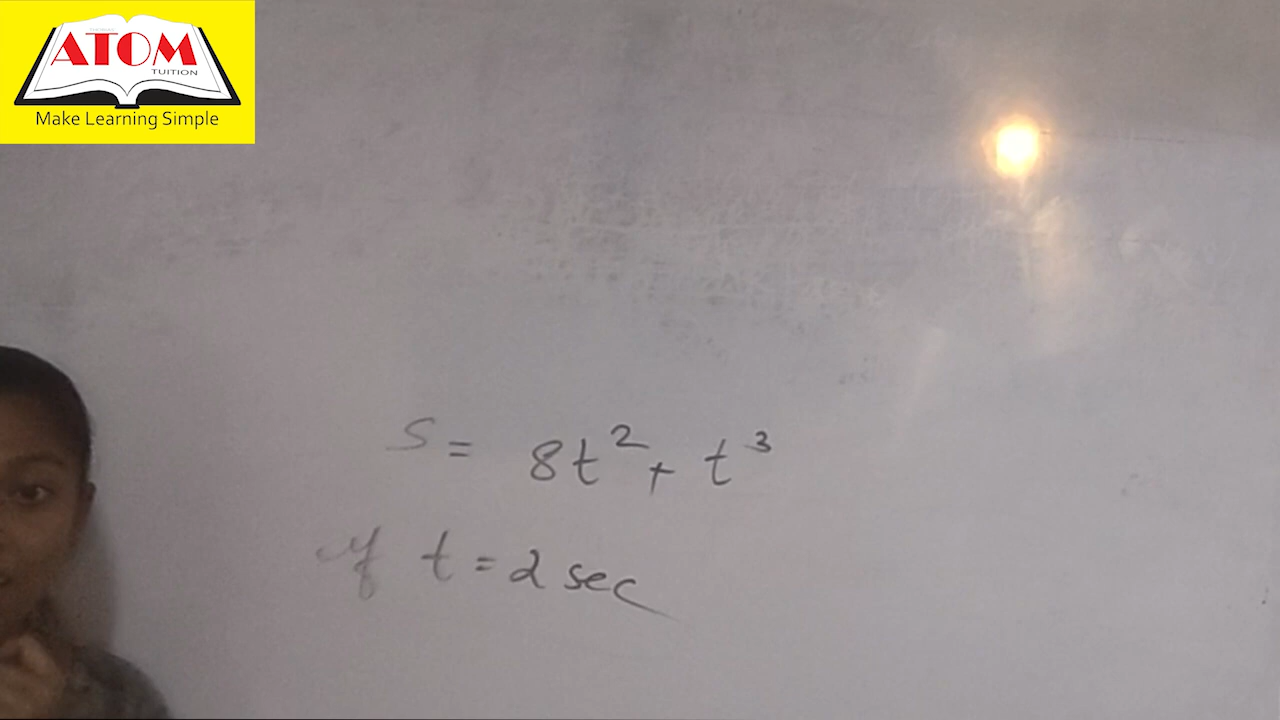 ATOM
TUITION
Make Learning Simple
S = 8t² + t³
if t = 2 sec